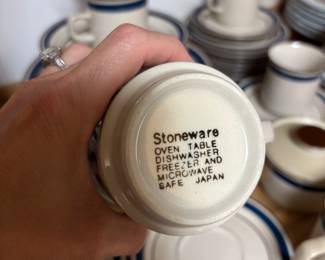 Stoneware
OVEN TABLE
DISHWASHER
FREEZER AND
MICROWAVE
SAFE JAPAN